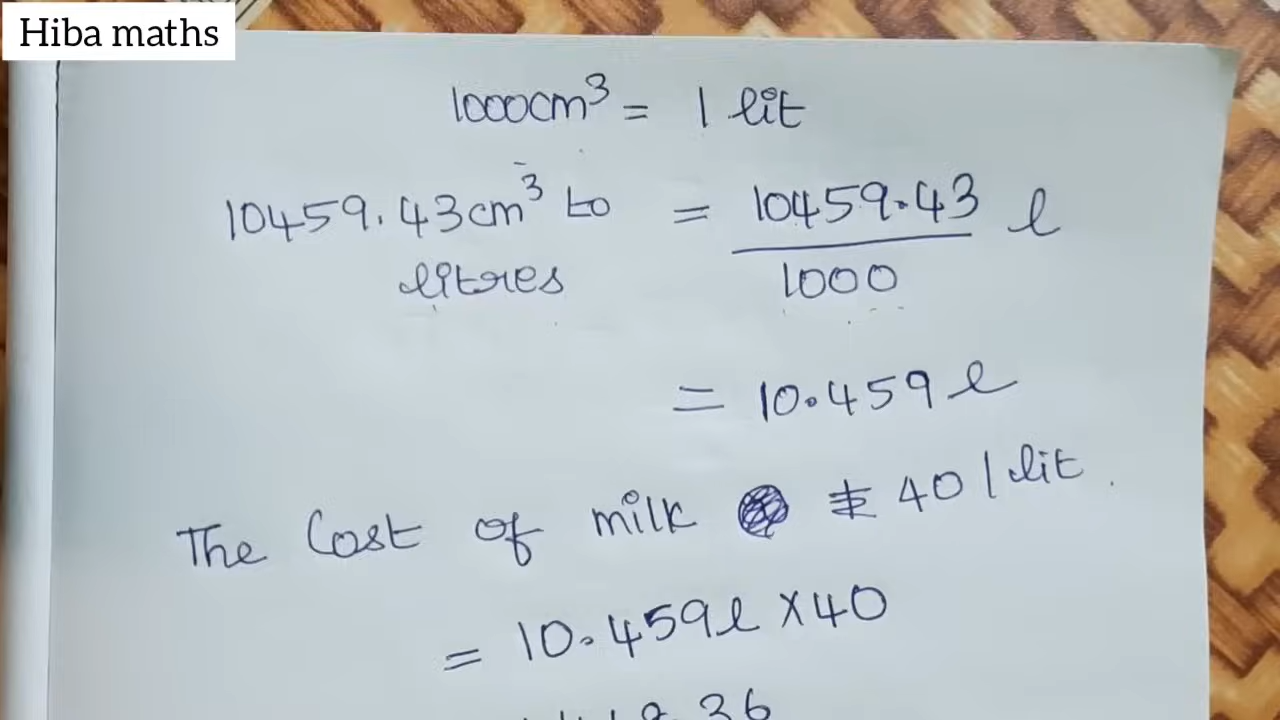 Hiba maths
1000cm³ = 1 lit
10459.43cm³ to = 10459.43 l
litres 1000
= 10.459 l
The Cost of milk 40 / lit.
= 10.459 l × 40